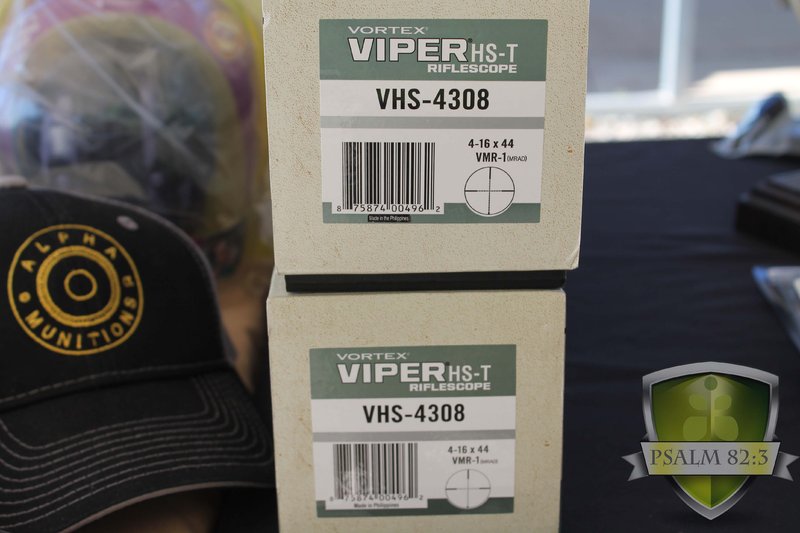 VORTEX
VIPER HS-T
RIFLESCOPE
VHS-4308
4-16 x 44
VMR-1 (MRAD)
8 75874 00496 2
Made in the Philippines
ALPHA
MUNITIONS
VORTEX
VIPER HS-T
RIFLESCOPE
VHS-4308
4-16 x 44
VMR-1 (MRAD)
8 75874 00496 2
Made in Philippines
PSALM 82:3